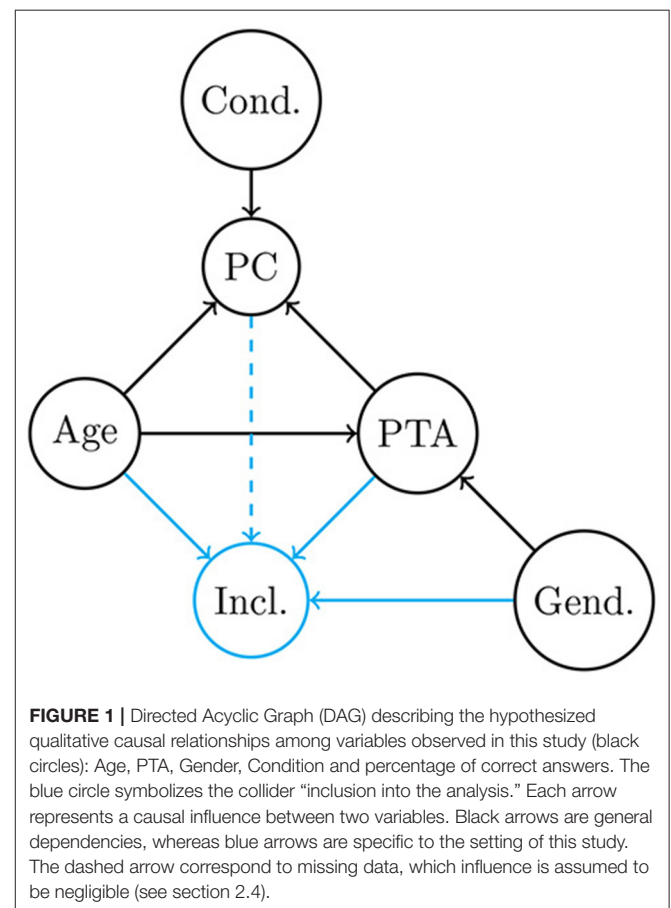 Cond.
PC
Age
PTA
Incl.
Gend.
FIGURE 1 | Directed Acyclic Graph (DAG) describing the hypothesized
qualitative causal relationships among variables observed in this study (black
circles): Age, PTA, Gender, Condition and percentage of correct answers. The
blue circle symbolizes the collider “inclusion into the analysis.” Each arrow
represents a causal influence between two variables. Black arrows are general
dependencies, whereas blue arrows are specific to the setting of this study.
The dashed arrow correspond to missing data, which influence is assumed to
be negligible (see section 2.4).